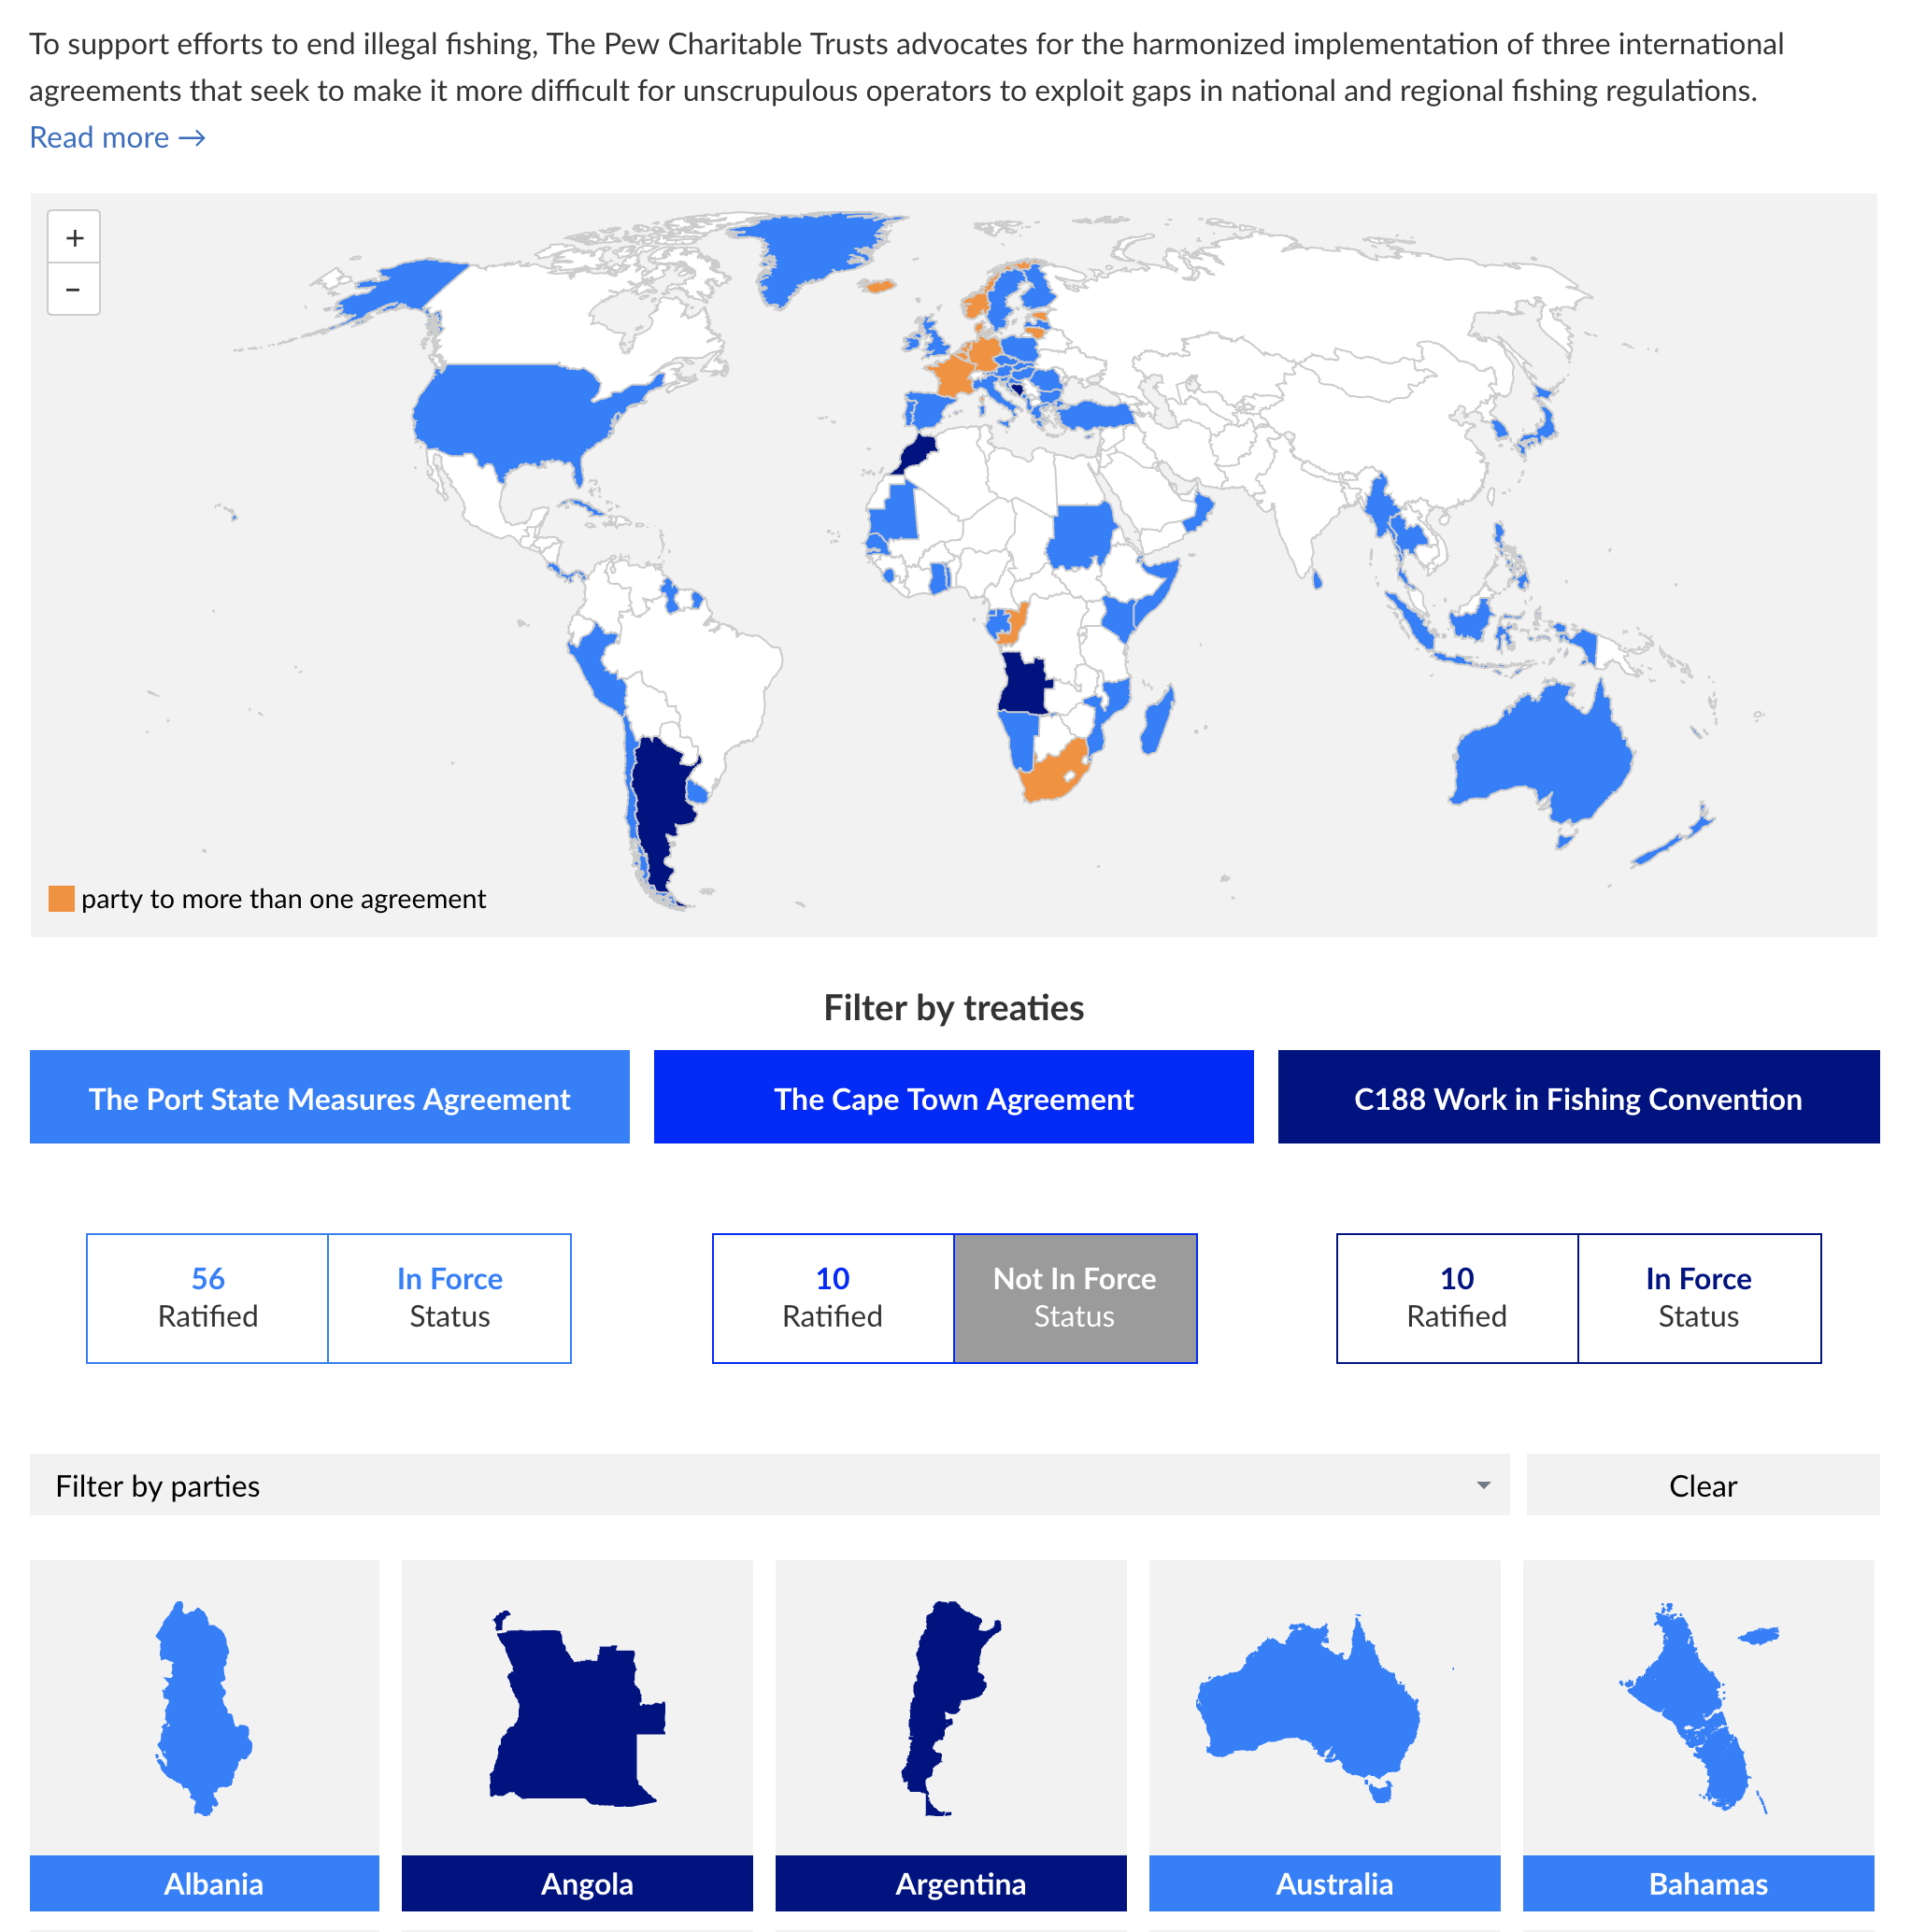 To support efforts to end illegal fishing, The Pew Charitable Trusts advocates for the harmonized implementation of three international
agreements that seek to make it more difficult for unscrupulous operators to exploit gaps in national and regional fishing regulations.
Read more →
+
−
party to more than one agreement
Filter by treaties
The Port State Measures Agreement
The Cape Town Agreement
C188 Work in Fishing Convention
56
Ratified
In Force
Status
10
Ratified
Not In Force
Status
10
Ratified
In Force
Status
Filter by parties
Clear
Albania
Angola
Argentina
Australia
Bahamas